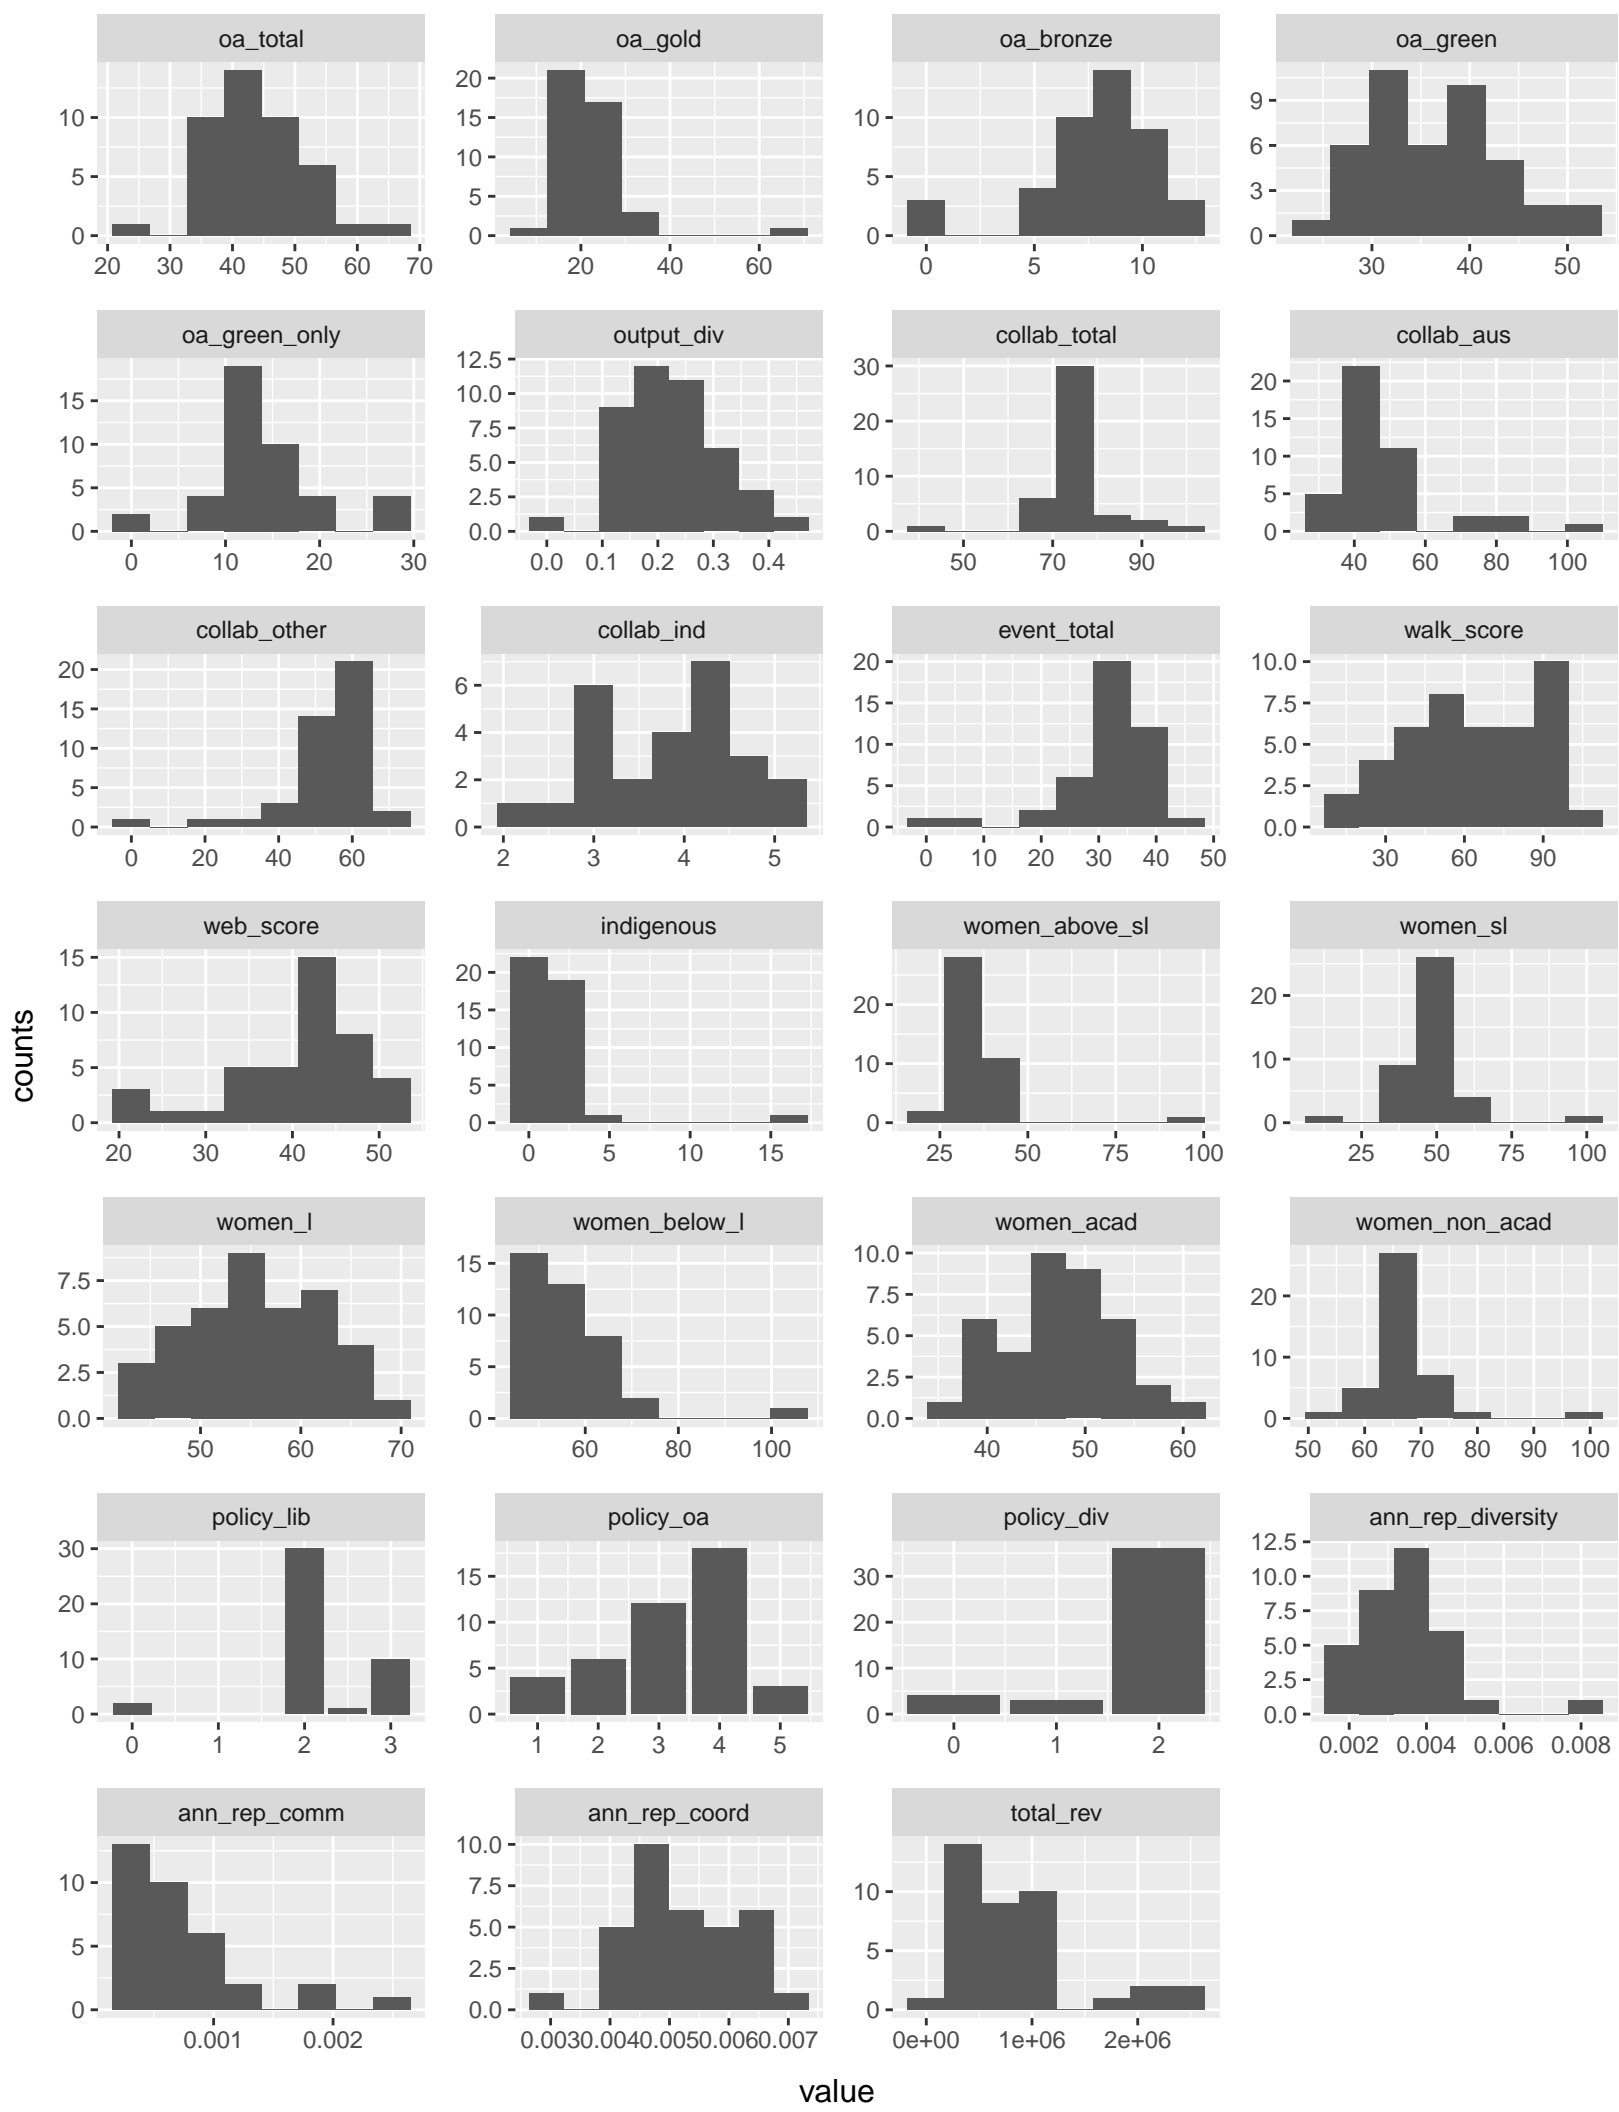 oa_total oa_gold oa_bronze oa_green
10 5 0 20 15 10 5 0 10 5 0 9 6 3 0
20 30 40 50 60 70 20 40 60 0 5 10 30 40 50
oa_green_only output_div collab_total collab_aus
15 10 5 0 12.5 10.0 7.5 5.0 2.5 0.0 30 20 10 0 20 15 10 5 0
0 10 20 30 0.0 0.1 0.2 0.3 0.4 50 70 90 40 60 80 100
collab_other collab_ind event_total walk_score
20 15 10 5 0 6 4 2 0 20 15 10 5 0 10.0 7.5 5.0 2.5 0.0
0 20 40 60 2 3 4 5 0 10 20 30 40 50 30 60 90
web_score indigenous women_above_sl women_sl
15 10 5 0 20 15 10 5 0 20 10 0 20 10 0
20 30 40 50 0 5 10 15 25 50 75 100 25 50 75 100
counts
women_l women_below_l women_acad women_non_acad
7.5 5.0 2.5 0.0 15 10 5 0 10.0 7.5 5.0 2.5 0.0 20 10 0
50 60 70 60 80 100 40 50 60 50 60 70 80 90 100
policy_lib policy_oa policy_div ann_rep_diversity
30 20 10 0 15 10 5 0 30 20 10 0 12.5 10.0 7.5 5.0 2.5 0.0
0 1 2 3 1 2 3 4 5 0 1 2 0.002 0.004 0.006 0.008
ann_rep_comm ann_rep_coord total_rev
10 5 0 10.0 7.5 5.0 2.5 0.0 10 5 0
0.001 0.002 0.003 0.004 0.005 0.006 0.007 0e+00 1e+06 2e+06
value